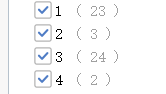 1 ( 23 )
2 ( 3 )
3 ( 24 )
4 ( 2 )